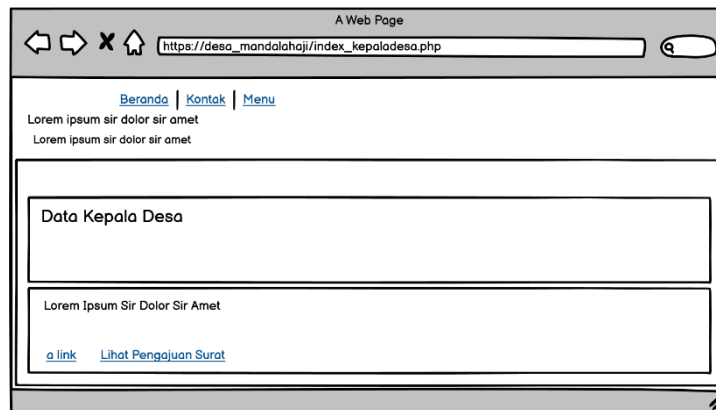 A Web Page
https://desa_mandalahaji/index_kepaladesa.php
Beranda | Kontak | Menu
Lorem ipsum sir dolor sir amet
Lorem ipsum sir dolor sir amet
Data Kepala Desa
Lorem Ipsum Sir Dolor Sir Amet
a link Lihat Pengajuan Surat